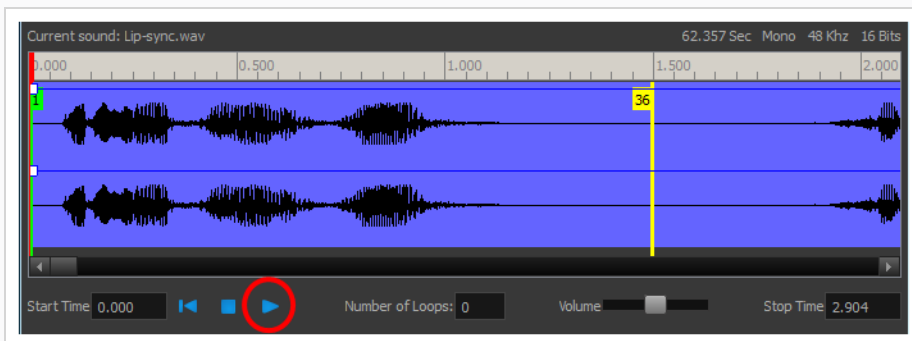 Current sound: Lip-sync.wav 62.357 Sec Mono 48 Khz 16 Bits
0.000 0.500 1.000 1.500 2.000
1 36
Start Time 0.000 Number of Loops: 0 Volume Stop Time 2.904